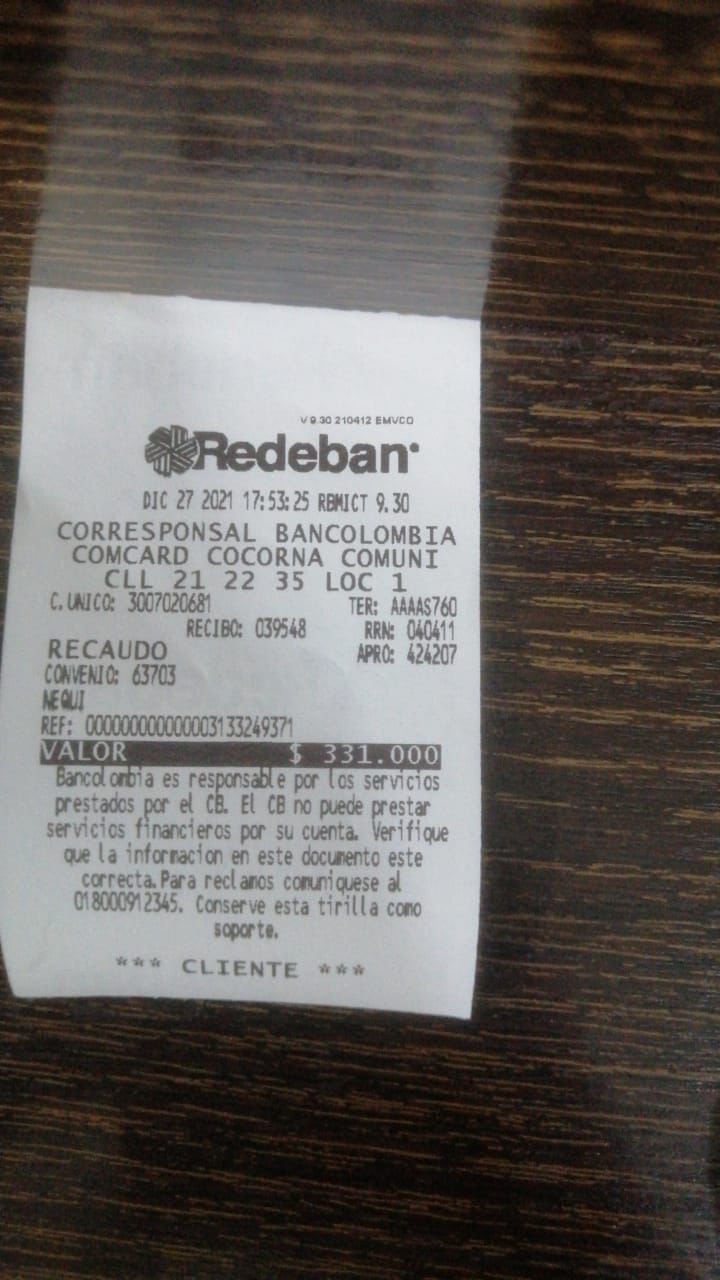 V 9.30 210412 EMVCO
Redeban
DIC 27 2021 17:53:25 RBMICT 9.30
CORRESPONSAL BANCOLOMBIA
COMCARD COCORNA COMUNI
CLL 21 22 35 LOC 1
C. UNICO: 3007020681 TER: AAAAS760
RECIBO: 039548 RRN: 040411
RECAUDO APRO: 424207
CONVENIO: 63703
NEQUI
REF: 000000000000003133249371
VALOR $ 331.000
Bancolombia es responsable por los servicios
prestados por el CB. El CB no puede prestar
servicios financieros por su cuenta. Verifique
que la informacion en este documento este
correcta. Para reclamos comuniquese al
018000912345. Conserve esta tirilla como
soporte.
*** CLIENTE ***